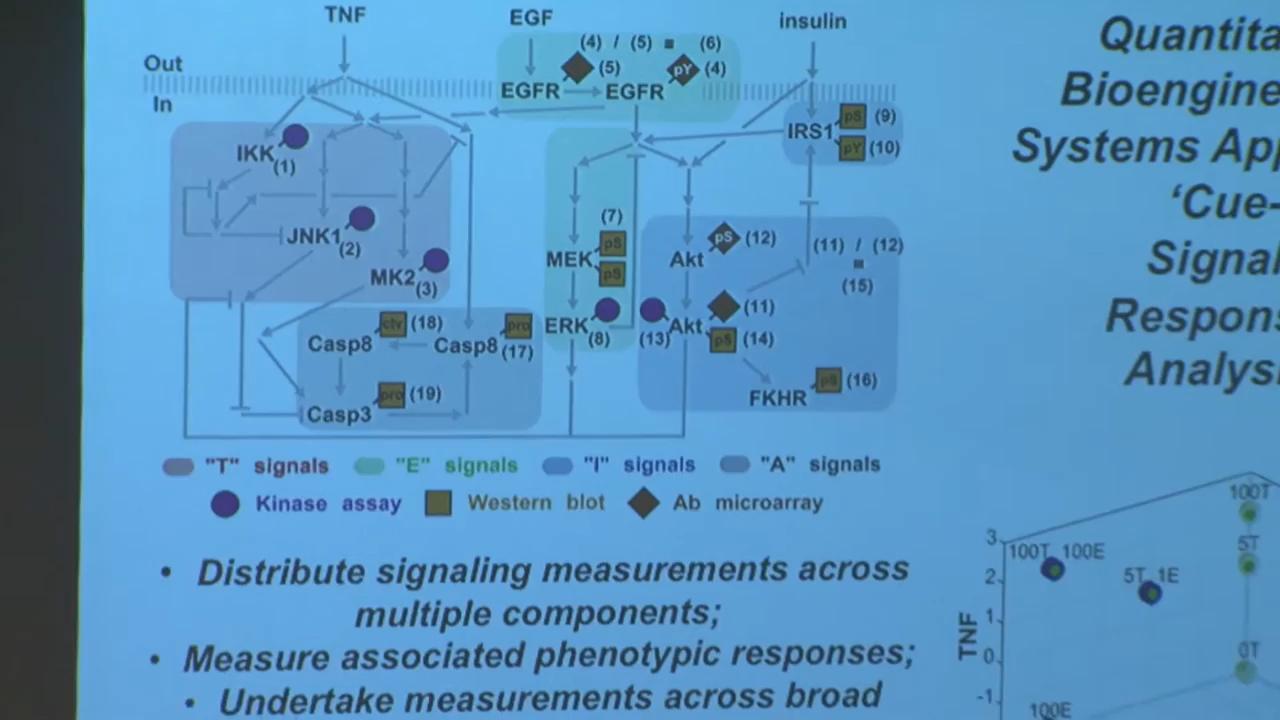 TNF
EGF
insulin
Out
In
(4) / (5) ■ (6)
(5)
pY (4)
EGFR
EGFR
IRS1
pS (9)
pY (10)
IKK
(1)
JNK1
(2)
MK2
(3)
(7)
MEK
pS
pS
ERK
(8)
Akt
pS (12)
(11) / (12)
(15)
(11)
(13) Akt
pS (14)
FKHR
pS (16)
Casp8
clv (18)
Casp8
pro
(17)
Casp3
pro (19)
"T" signals
"E" signals
"I" signals
"A" signals
Kinase assay
Western blot
Ab microarray
• Distribute signaling measurements across
multiple components;
• Measure associated phenotypic responses;
• Undertake measurements across broad
Quantita
Bioengine
Systems App
'Cue-
Signal
Respons
Analysi
100T
3
100T_100E
5T
2
5T_1E
1
TNF
0
0T
-1
100E